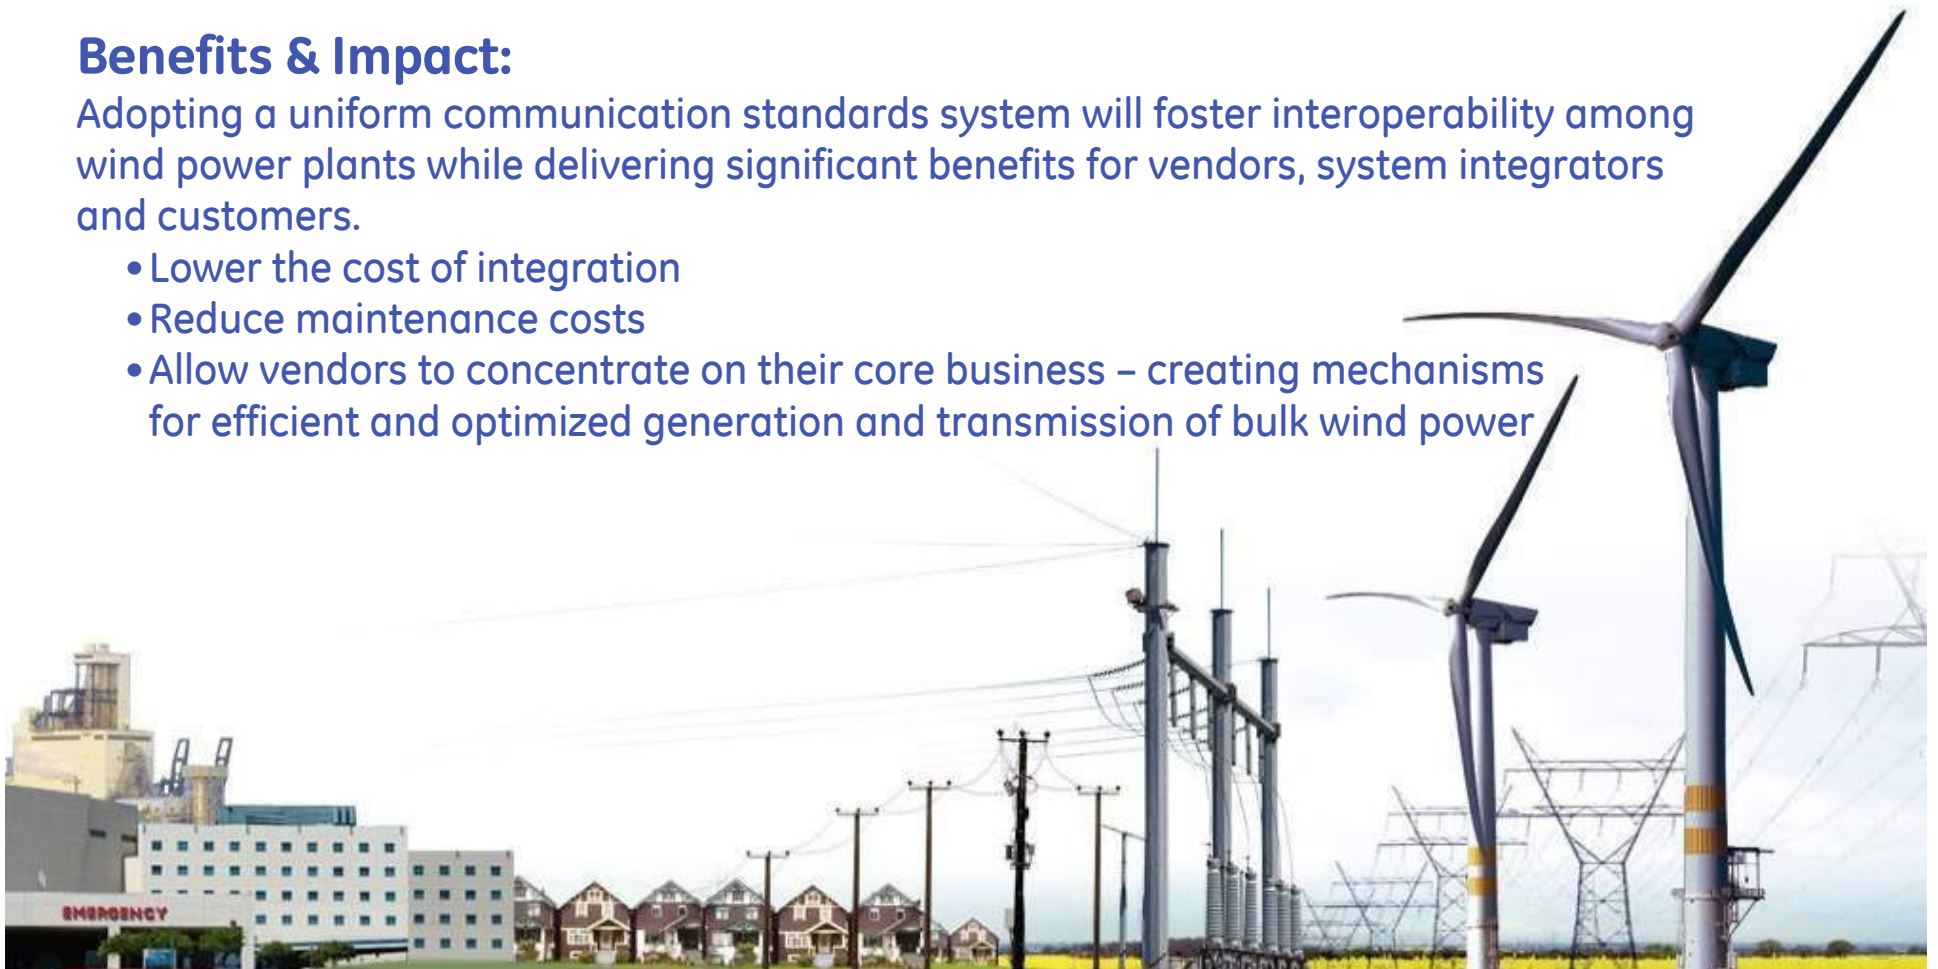 Benefits & Impact:
Adopting a uniform communication standards system will foster interoperability among
wind power plants while delivering significant benefits for vendors, system integrators
and customers.
•Lower the cost of integration
•Reduce maintenance costs
•Allow vendors to concentrate on their core business – creating mechanisms
for efficient and optimized generation and transmission of bulk wind power
EMERGENCY